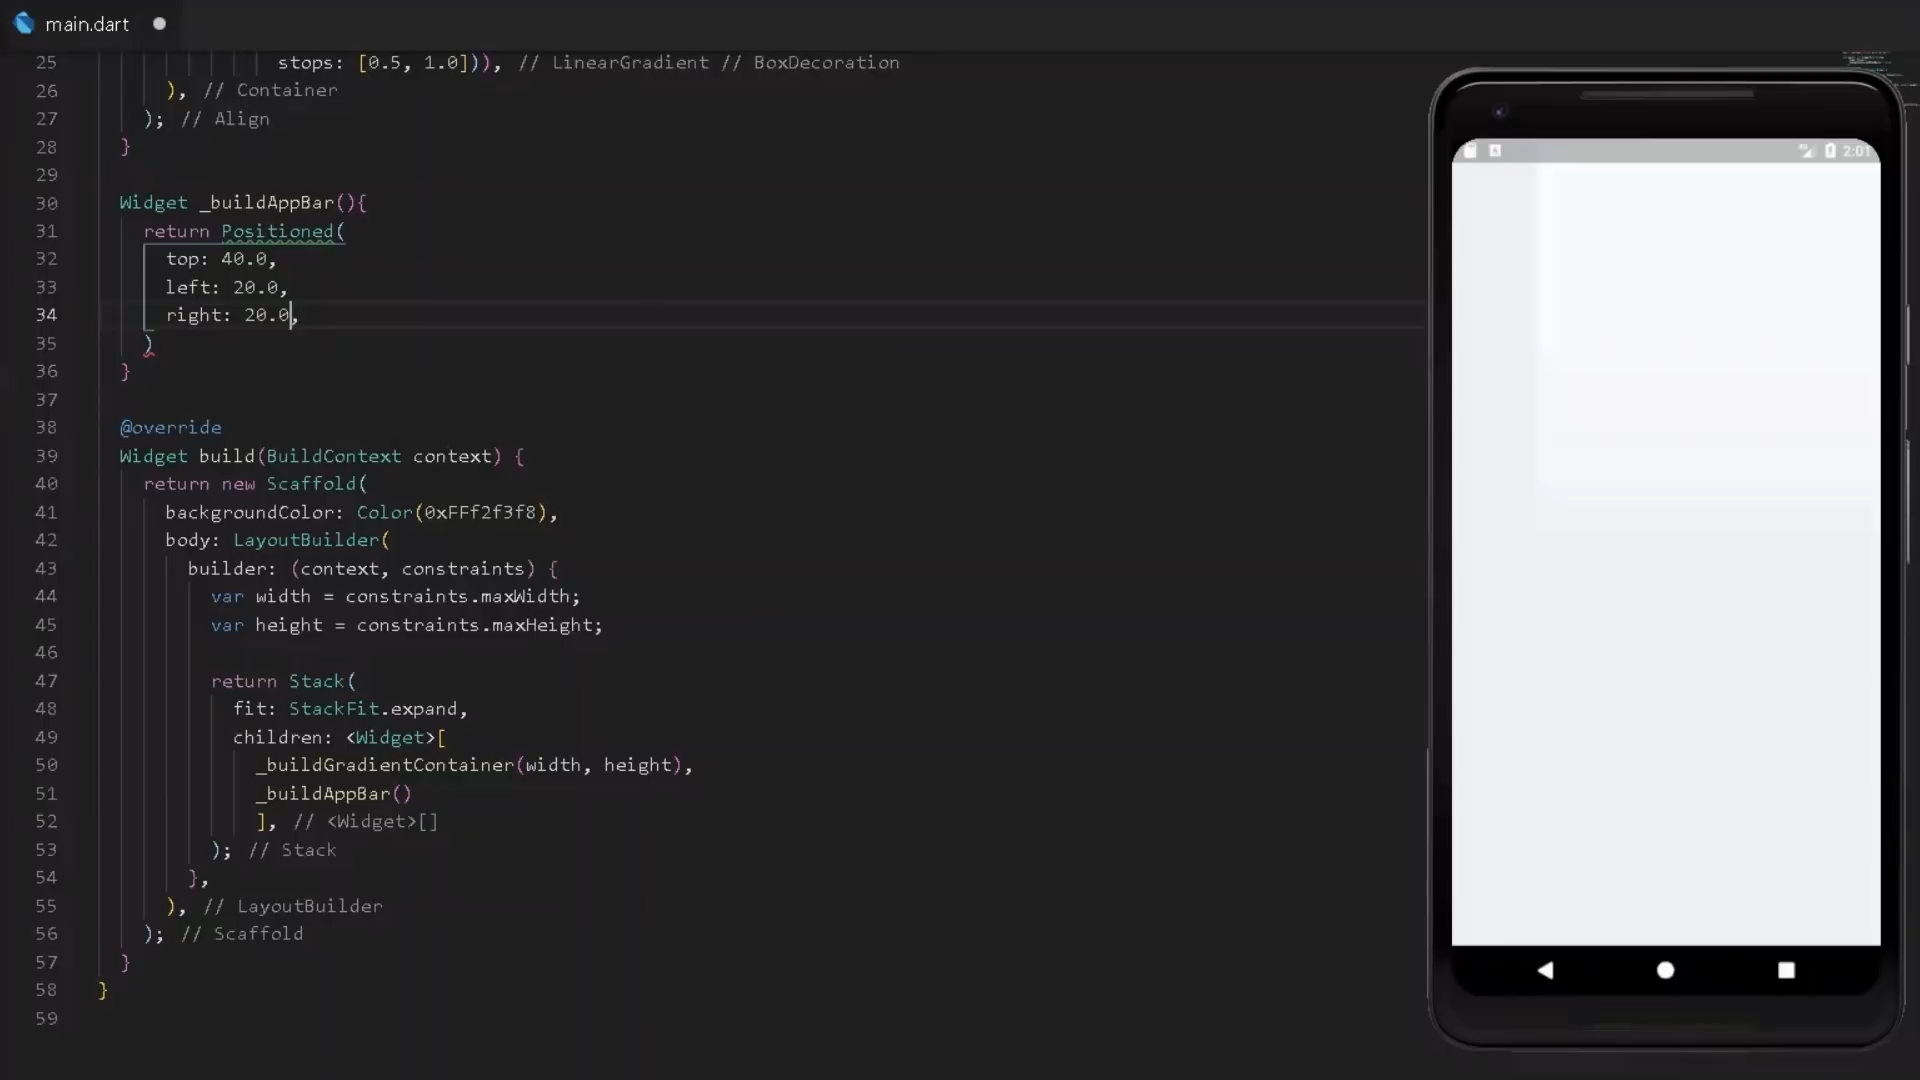 main.dart
25 stops: [0.5, 1.0])), // LinearGradient // BoxDecoration
26 ), // Container
27 ); // Align
28 }
29
30 Widget _buildAppBar(){
31 return Positioned(
32 top: 40.0,
33 left: 20.0,
34 right: 20.0,
35 )
36 }
37
38 @override
39 Widget build(BuildContext context) {
40 return new Scaffold(
41 backgroundColor: Color(0xFFf2f3f8),
42 body: LayoutBuilder(
43 builder: (context, constraints) {
44 var width = constraints.maxWidth;
45 var height = constraints.maxHeight;
46
47 return Stack(
48 fit: StackFit.expand,
49 children: <Widget>[
50 _buildGradientContainer(width, height),
51 _buildAppBar()
52 ], // <Widget>[]
53 ); // Stack
54 },
55 ), // LayoutBuilder
56 ); // Scaffold
57 }
58 }
59
2:01